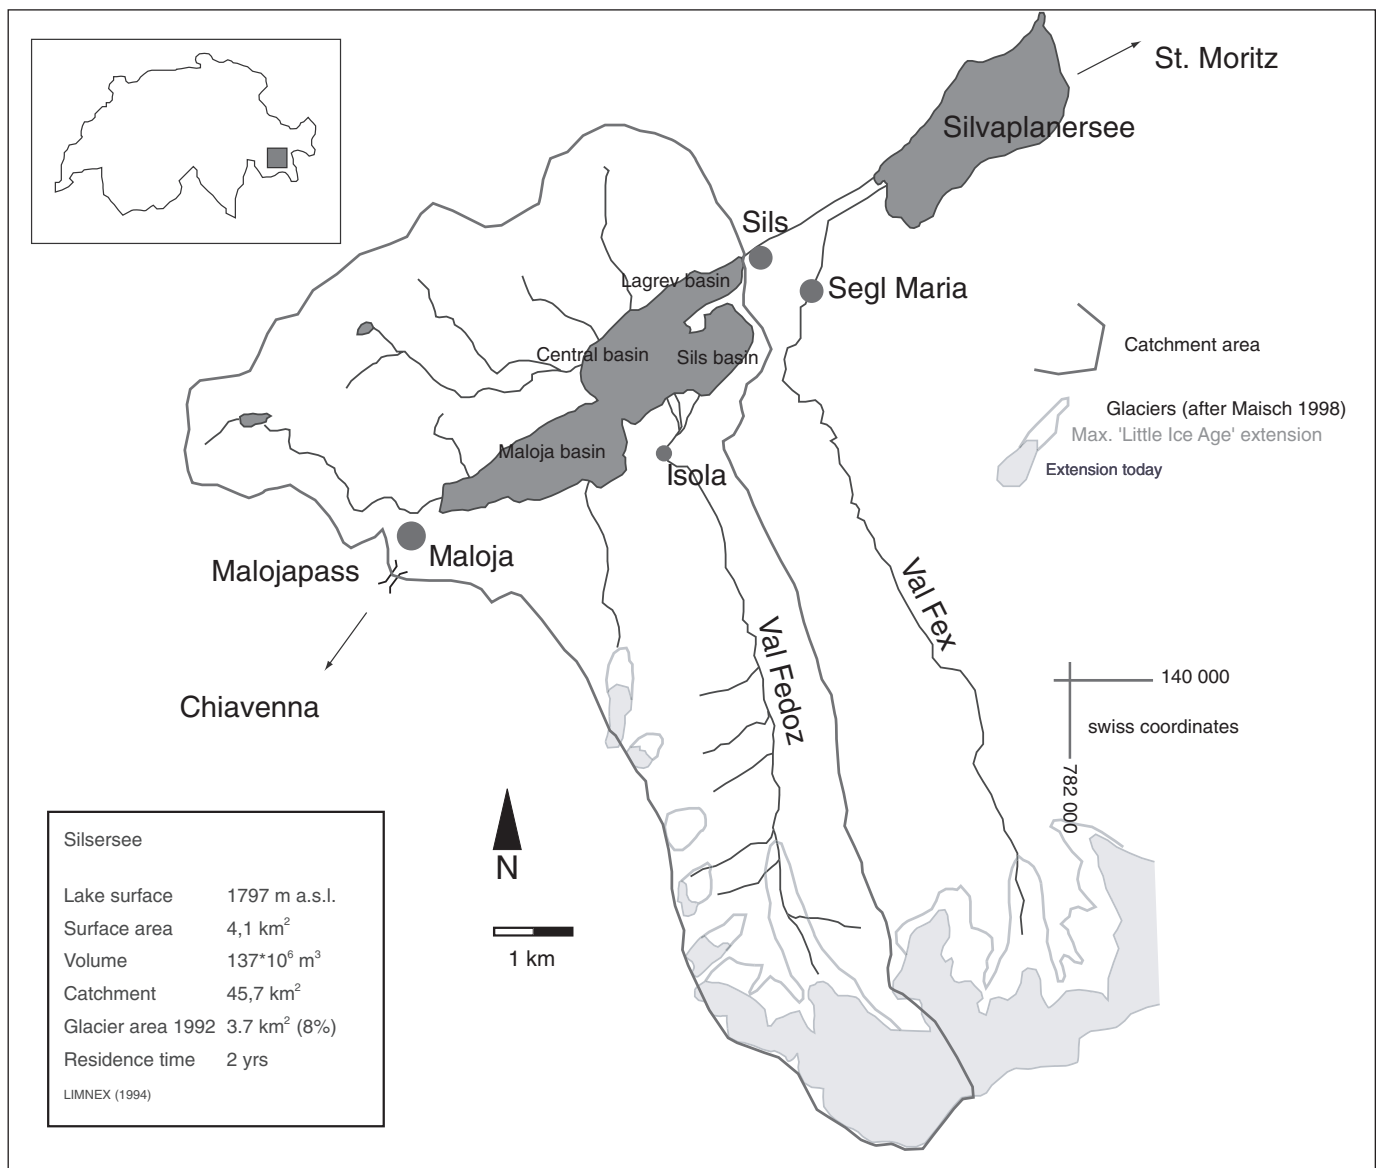 St. Moritz
Silvaplanersee
Sils
Lagrev basin
Segl Maria
Central basin
Sils basin
Catchment area
Glaciers (after Maisch 1998)
Max. 'Little Ice Age' extension
Extension today
Maloja basin
Isola
Maloja
Malojapass
Chiavenna
Val Fedoz
Val Fex
140 000
swiss coordinates
782 000
N
1 km
Silsersee
Lake surface 1797 m a.s.l.
Surface area 4,1 km²
Volume 137*10⁶ m³
Catchment 45,7 km²
Glacier area 1992 3.7 km² (8%)
Residence time 2 yrs
LIMNEX (1994)